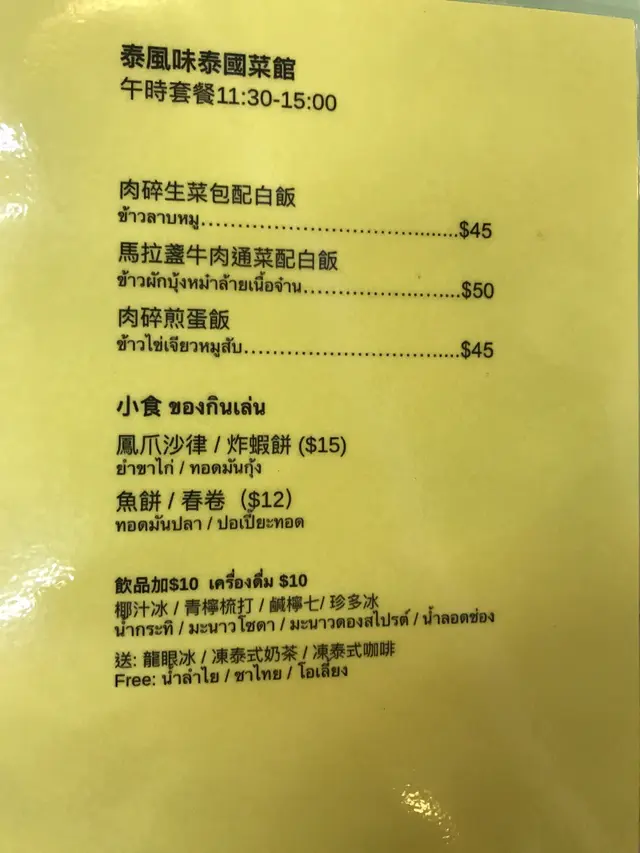 泰風味泰國菜館
午時套餐11:30-15:00
肉碎生菜包配白飯
ข้าวลาบหมู..............................................$45
馬拉盞牛肉通菜配白飯
ข้าวผักบุ้งหม๋าล้ายเนื้อจ๋าน............................$50
肉碎煎蛋飯
ข้าวไข่เจียวหมูสับ.......................................$45
小食 ของกินเล่น
鳳爪沙律 / 炸蝦餅 ($15)
ยำขาไก่ / ทอดมันกุ้ง
魚餅 / 春卷（$12）
ทอดมันปลา / ปอเปี๊ยะทอด
飲品加$10 เครื่องดื่ม $10
椰汁冰 / 青檸梳打 / 鹹檸七/ 珍多冰
น้ำกระทิ / มะนาวโซดา / มะนาวดองสไปรต์ / น้ำลอดช่อง
送: 龍眼冰 / 凍泰式奶茶 / 凍泰式咖啡
Free: น้ำลำไย / ชาไทย / โอเลี้ยง